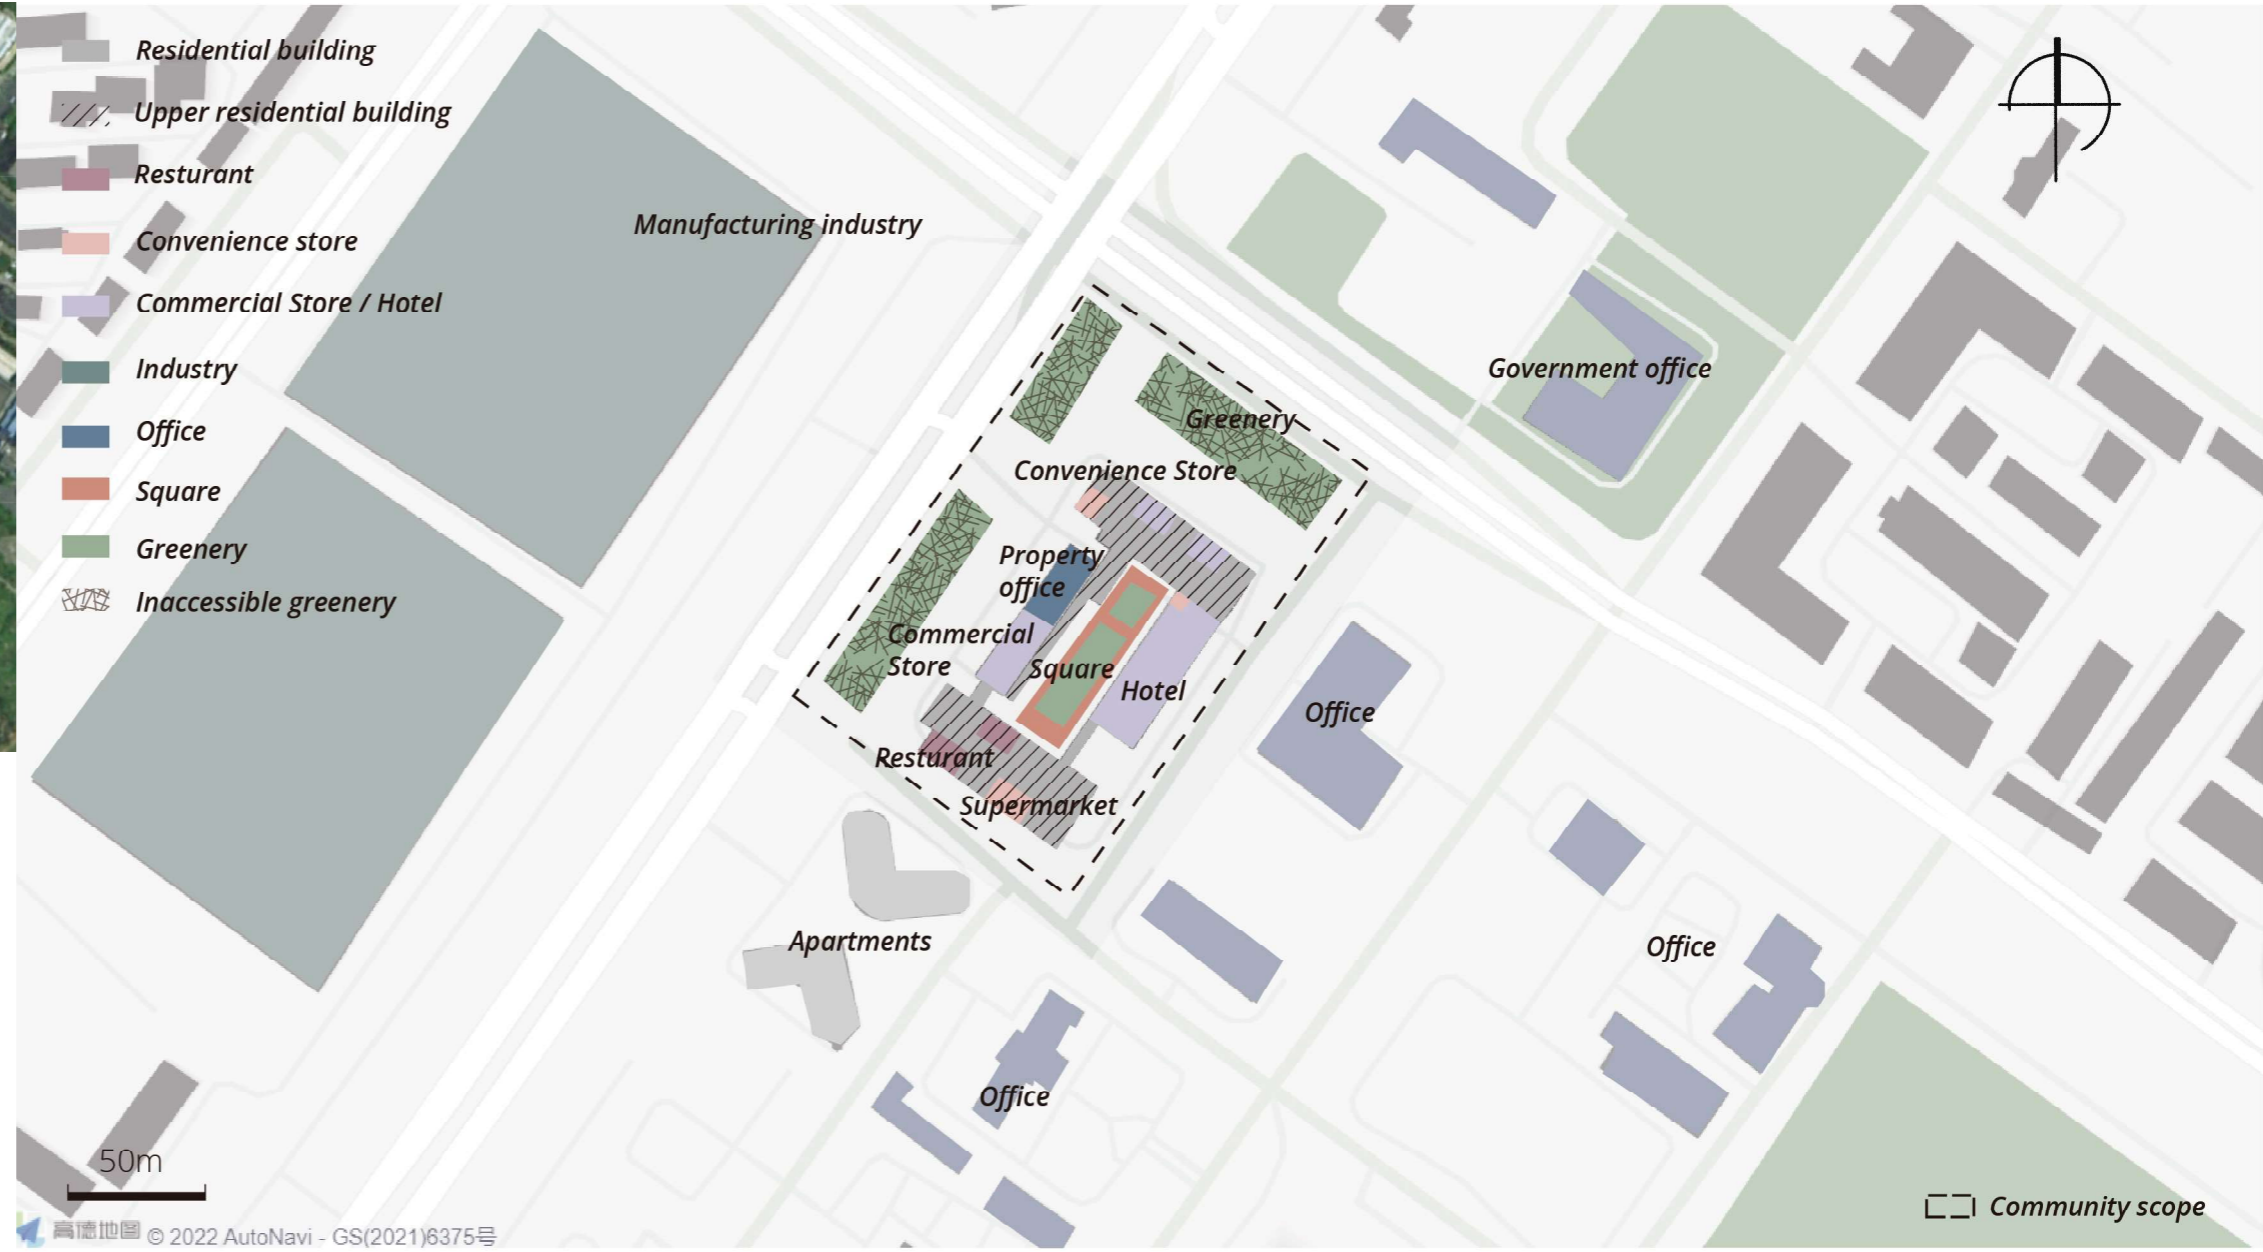 Residential building
Upper residential building
Resturant
Convenience store
Commercial Store / Hotel
Industry
Office
Square
Greenery
Inaccessible greenery
Manufacturing industry
Government office
Greenery
Convenience Store
Property
office
Commercial
Store
Square
Hotel
Office
Resturant
Supermarket
Apartments
Office
Office
50m
Community scope
高德地图 © 2022 AutoNavi - GS(2021)6375号